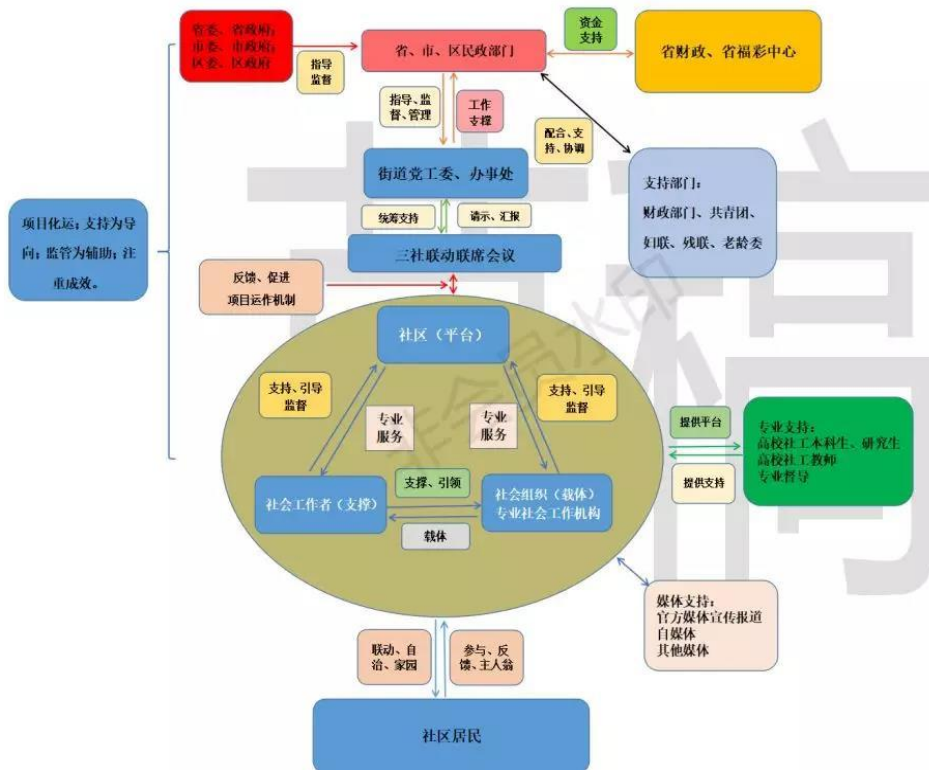 省委、省政府；
市委、市政府；
区委、区政府
指导
监督
省、市、区民政部门
资金
支持
省财政、省福彩中心
指导、监
督、管理
工作
支撑
配合、支
持、协调
街道党工委、办事处
支持部门：
财政部门、共青团、
妇联、残联、老龄委
统筹支持
请示、汇报
三社联动联席会议
项目化运；支持为导
向；监管为辅助；注
重成效。
反馈、促进
项目运作机制
社区（平台）
支持、引导
监督
专业
服务
专业
服务
支持、引导
监督
提供平台
提供支持
专业支持：
高校社工本科生、研究生
高校社工教师
专业督导
社会工作者（支撑）
支撑、引领
载体
社会组织（载体）
专业社会工作机构
媒体支持：
官方媒体宣传报道
自媒体
其他媒体
联动、自
治、家园
参与、反
馈、主人翁
社区居民
非会员水印